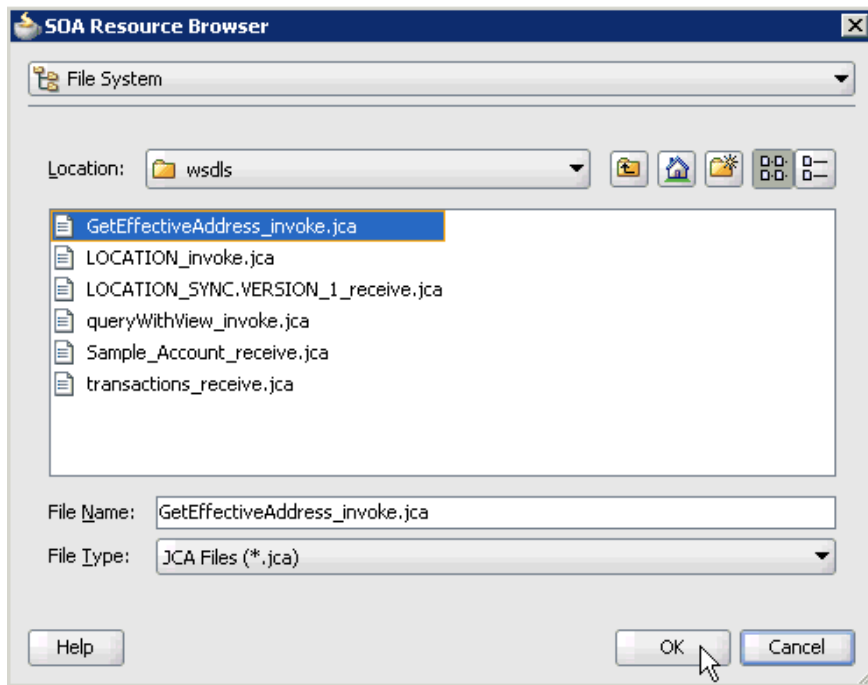 SOA Resource Browser
File System
Location: wsdls
GetEffectiveAddress_invoke.jca
LOCATION_invoke.jca
LOCATION_SYNC.VERSION_1_receive.jca
queryWithView_invoke.jca
Sample_Account_receive.jca
transactions_receive.jca
File Name: GetEffectiveAddress_invoke.jca
File Type: JCA Files (*.jca)
Help OK Cancel